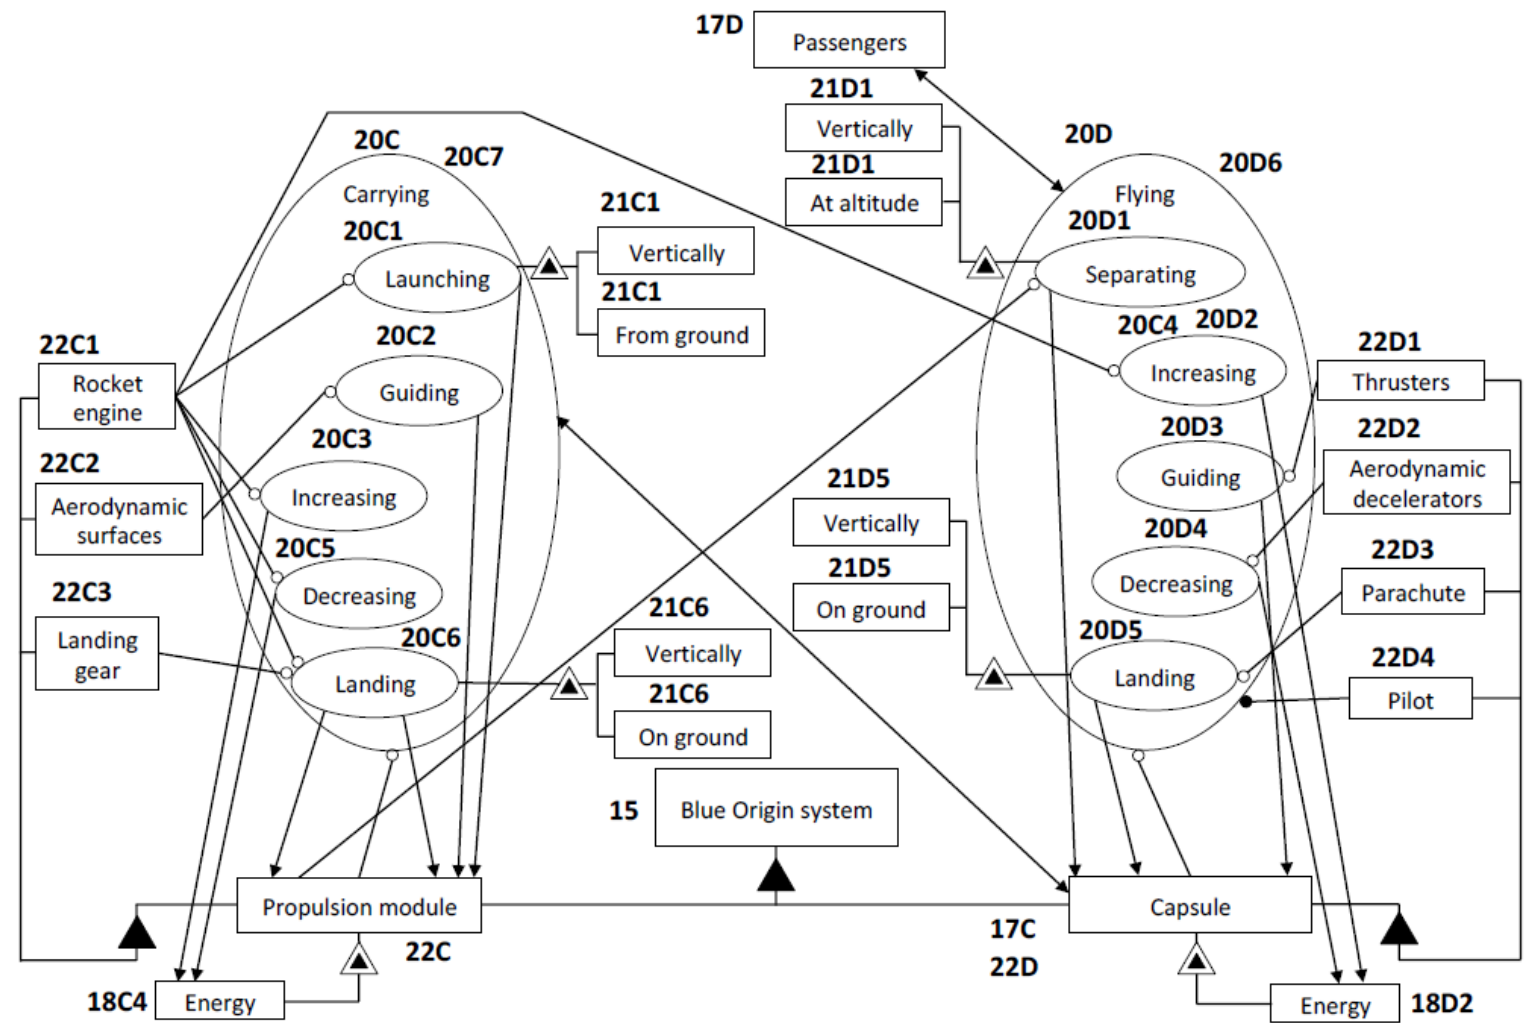 17D
Passengers
21D1
Vertically
21D1
At altitude
20C
20C7
Carrying
20C1
Launching
21C1
Vertically
21C1
From ground
20C2
Guiding
20C3
Increasing
20C5
Decreasing
20C6
Landing
21C6
Vertically
21C6
On ground
22C1
Rocket
engine
22C2
Aerodynamic
surfaces
22C3
Landing
gear
20D
20D6
Flying
20D1
Separating
20C4
20D2
Increasing
20D3
Guiding
20D4
Decreasing
20D5
Landing
21D5
Vertically
21D5
On ground
22D1
Thrusters
22D2
Aerodynamic
decelerators
22D3
Parachute
22D4
Pilot
15
Blue Origin system
Propulsion module
22C
Capsule
17C
22D
18C4
Energy
Energy
18D2